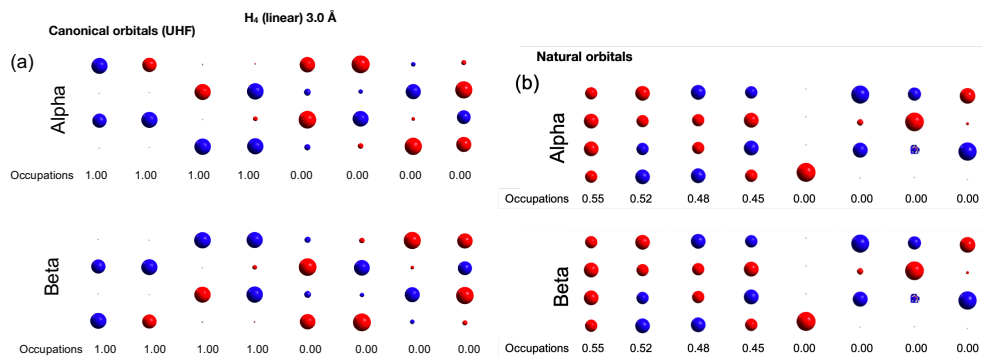 H₄ (linear) 3.0 Å
Canonical orbitals (UHF)
(a)
Alpha
Occupations 1.00 1.00 1.00 1.00 0.00 0.00 0.00 0.00
Beta
Occupations 1.00 1.00 1.00 1.00 0.00 0.00 0.00 0.00
Natural orbitals
(b)
Alpha
Occupations 0.55 0.52 0.48 0.45 0.00 0.00 0.00 0.00
Beta
Occupations 0.55 0.52 0.48 0.45 0.00 0.00 0.00 0.00